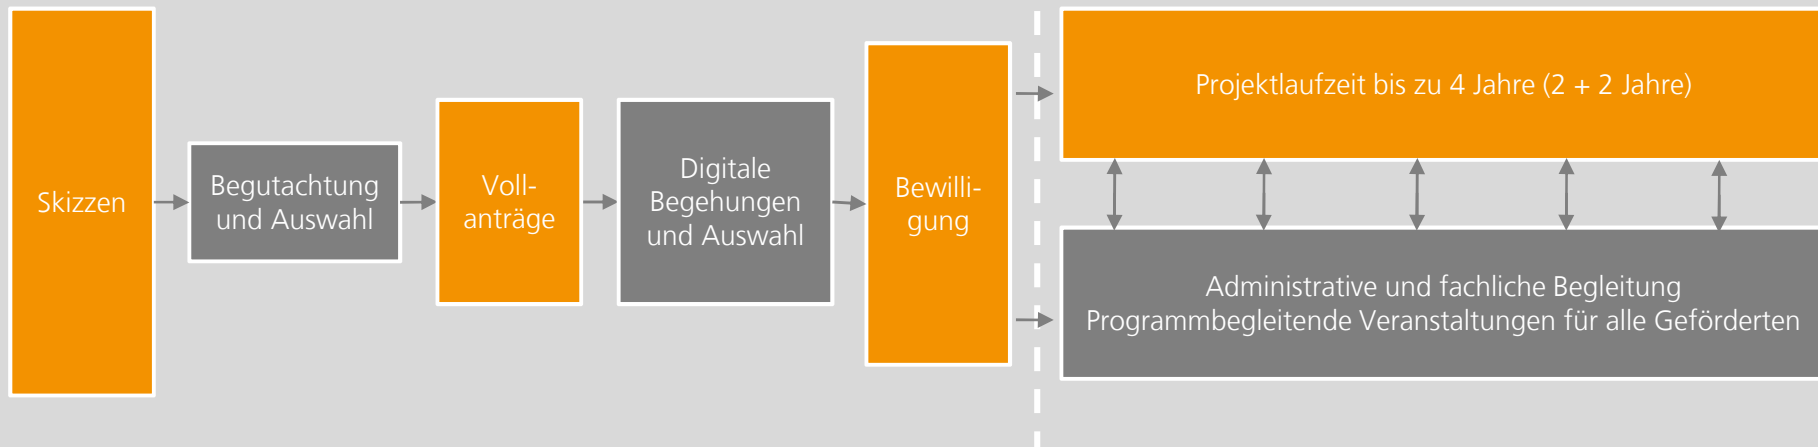 Skizzen
Begutachtung
und Auswahl
Voll-
anträge
Digitale
Begehungen
und Auswahl
Bewilli-
gung
Projektlaufzeit bis zu 4 Jahre (2 + 2 Jahre)
Administrative und fachliche Begleitung
Programmbegleitende Veranstaltungen für alle Geförderten